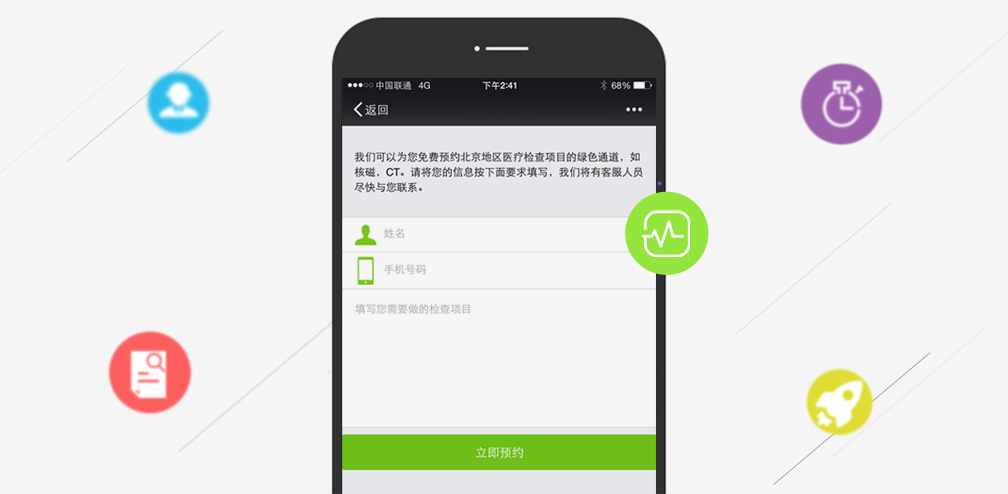 中国联通 4G 下午2:41 68%
返回
我们可以为您免费预约北京地区医疗检查项目的绿色通道，如
核磁，CT。请将您的信息按下面要求填写，我们将有客服人员
尽快与您联系。
姓名
手机号码
填写您需要做的检查项目
立即预约